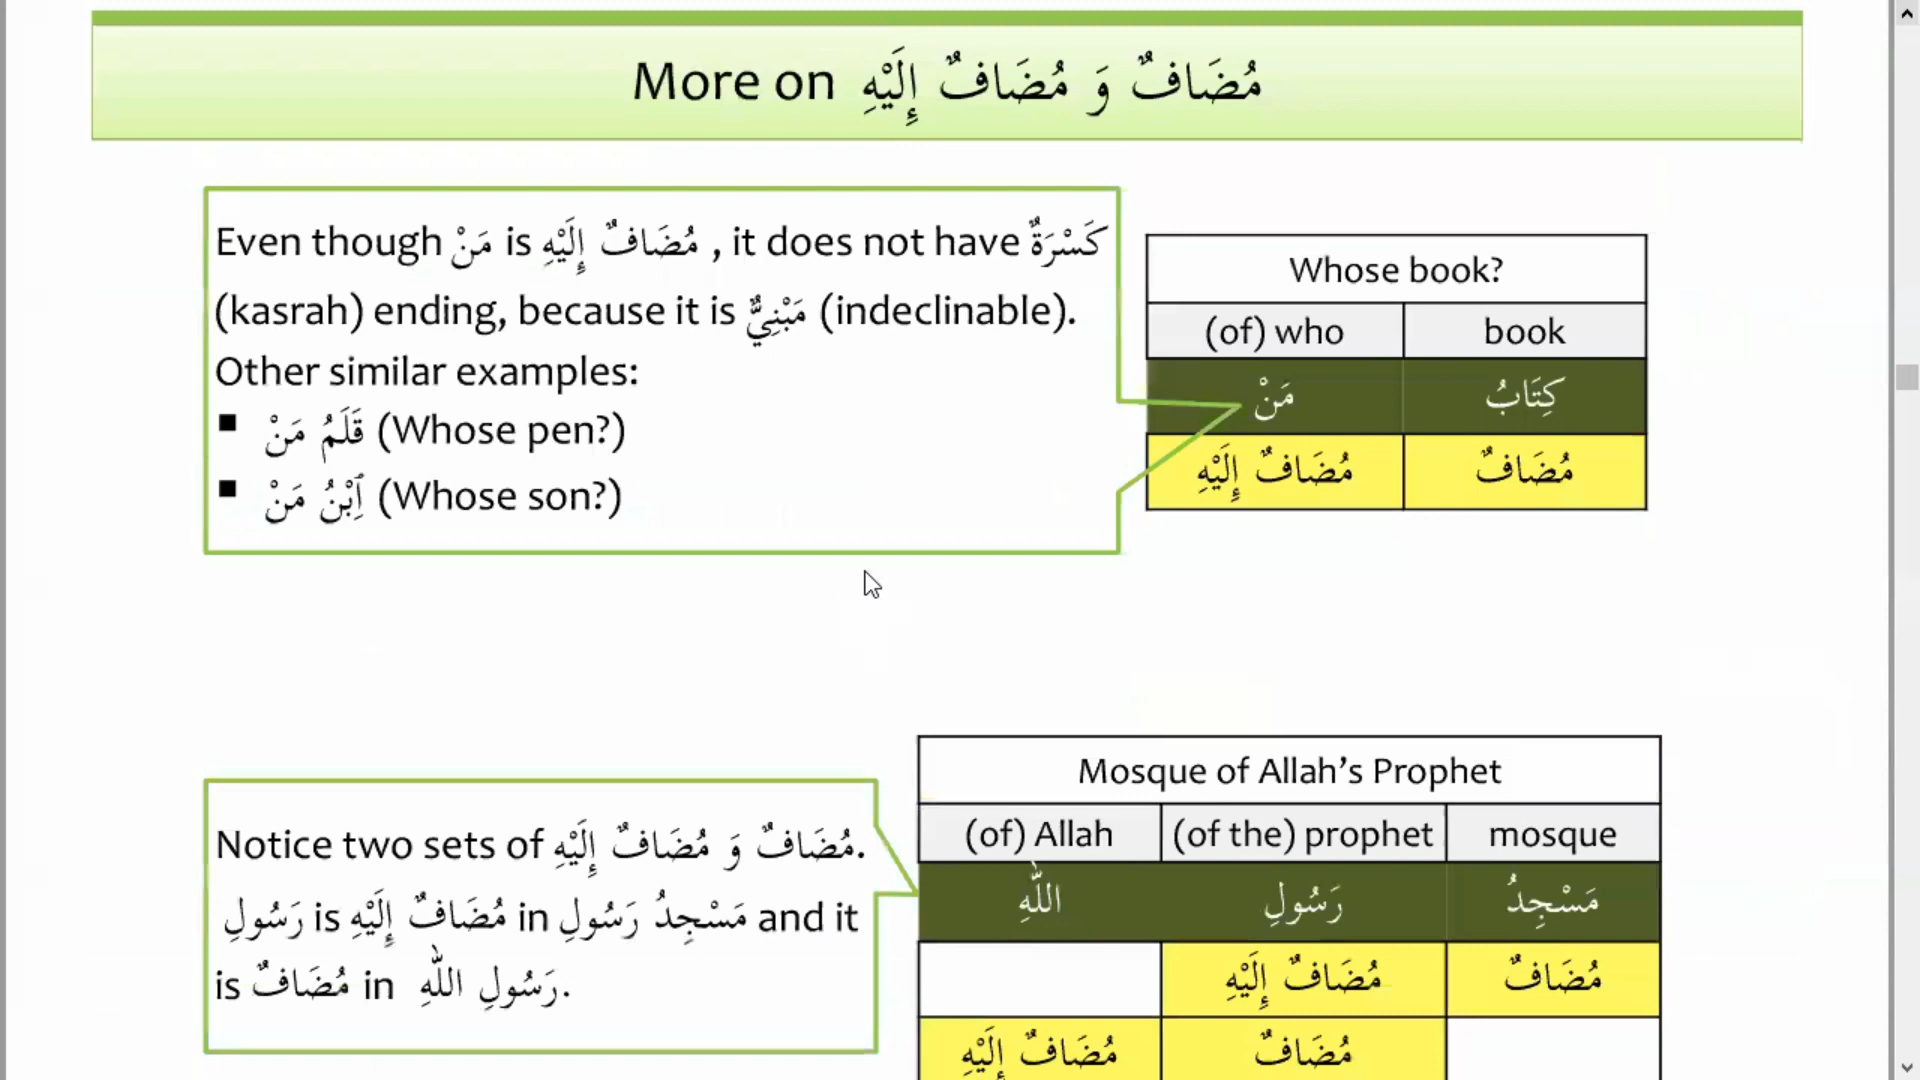 More on مُضَافٌ وَ مُضَافٌ إِلَيْهِ
Even though مَنْ is مُضَافٌ إِلَيْهِ , it does not have كَسْرَةٌ
(kasrah) ending, because it is مَبْنِيٌّ (indeclinable).
Other similar examples:
▪ قَلَمُ مَنْ (Whose pen?)
▪ اِبْنُ مَنْ (Whose son?)
Whose book?
(of) who book
كِتَابُ مَنْ
مُضَافٌ مُضَافٌ إِلَيْهِ
Notice two sets of مُضَافٌ وَ مُضَافٌ إِلَيْهِ.
رَسُولِ is مُضَافٌ إِلَيْهِ in مَسْجِدُ رَسُولِ and it
is مُضَافٌ in رَسُولِ اللّٰهِ.
Mosque of Allah’s Prophet
(of) Allah (of the) prophet mosque
مَسْجِدُ رَسُولِ اللّٰهِ
مُضَافٌ مُضَافٌ إِلَيْهِ
مُضَافٌ مُضَافٌ إِلَيْهِ